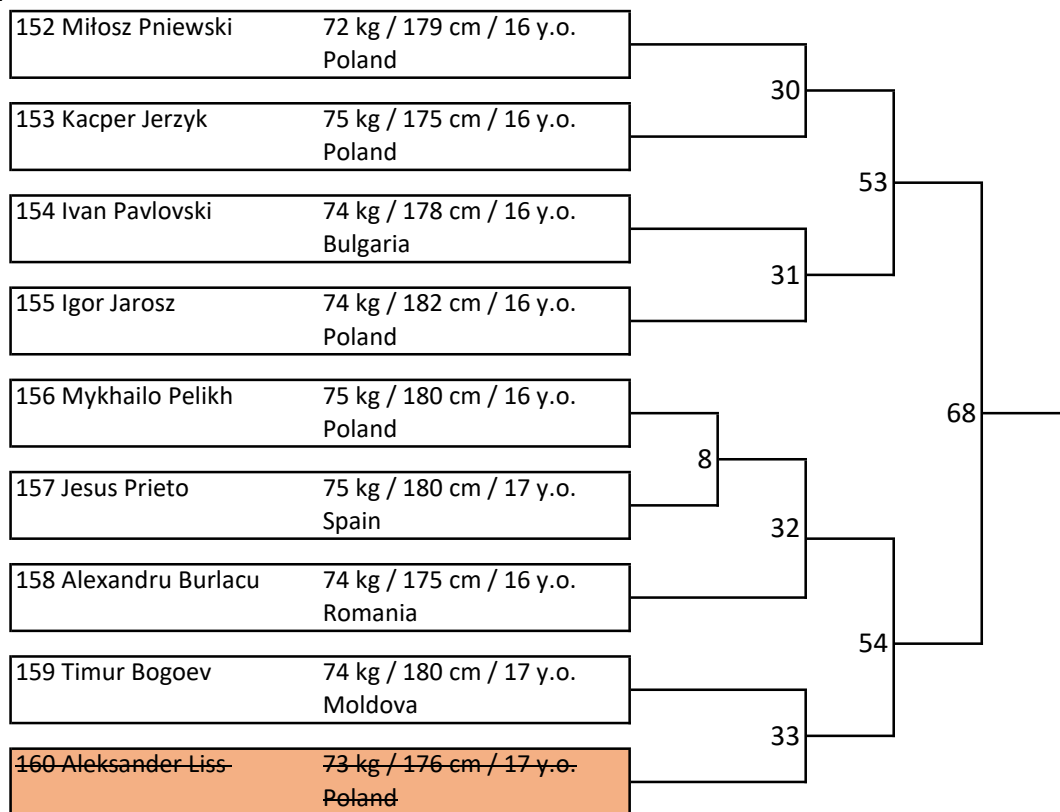 152 Miłosz Pniewski 72 kg / 179 cm / 16 y.o.
Poland
30
153 Kacper Jerzyk 75 kg / 175 cm / 16 y.o.
Poland
53
154 Ivan Pavlovski 74 kg / 178 cm / 16 y.o.
Bulgaria
31
155 Igor Jarosz 74 kg / 182 cm / 16 y.o.
Poland
156 Mykhailo Pelikh 75 kg / 180 cm / 16 y.o.
Poland
68
8
157 Jesus Prieto 75 kg / 180 cm / 17 y.o.
Spain
32
158 Alexandru Burlacu 74 kg / 175 cm / 16 y.o.
Romania
54
159 Timur Bogoev 74 kg / 180 cm / 17 y.o.
Moldova
33
160 Aleksander Liss 73 kg / 176 cm / 17 y.o.
Poland